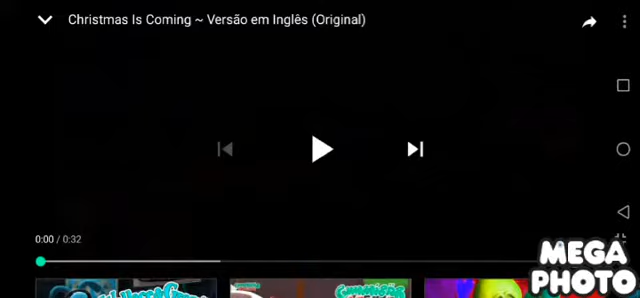 Christmas Is Coming ~ Versão em Inglês (Original)
0:00 / 0:32
MEGA
PHOTO